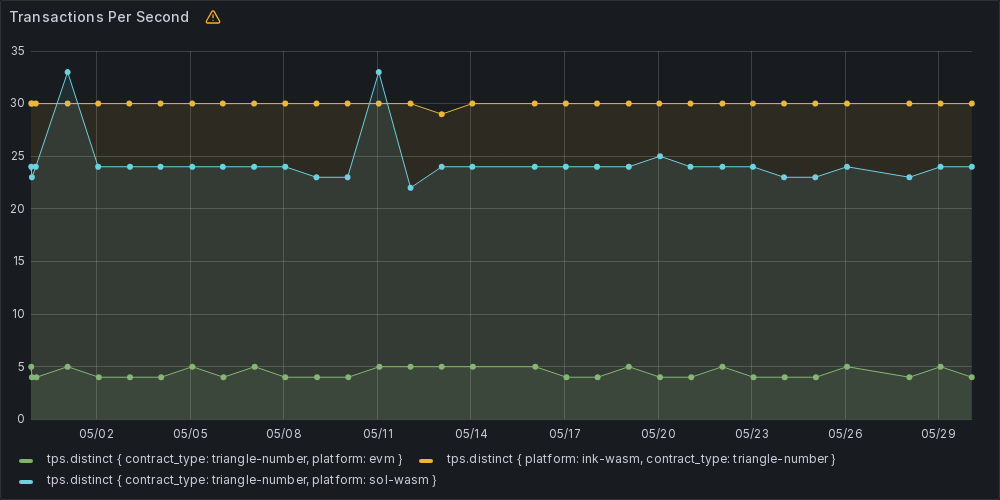 Transactions Per Second
35
30
25
20
15
10
5
0
05/02 05/05 05/08 05/11 05/14 05/17 05/20 05/23 05/26 05/29
tps.distinct { contract_type: triangle-number, platform: evm } tps.distinct { platform: ink-wasm, contract_type: triangle-number }
tps.distinct { contract_type: triangle-number, platform: sol-wasm }